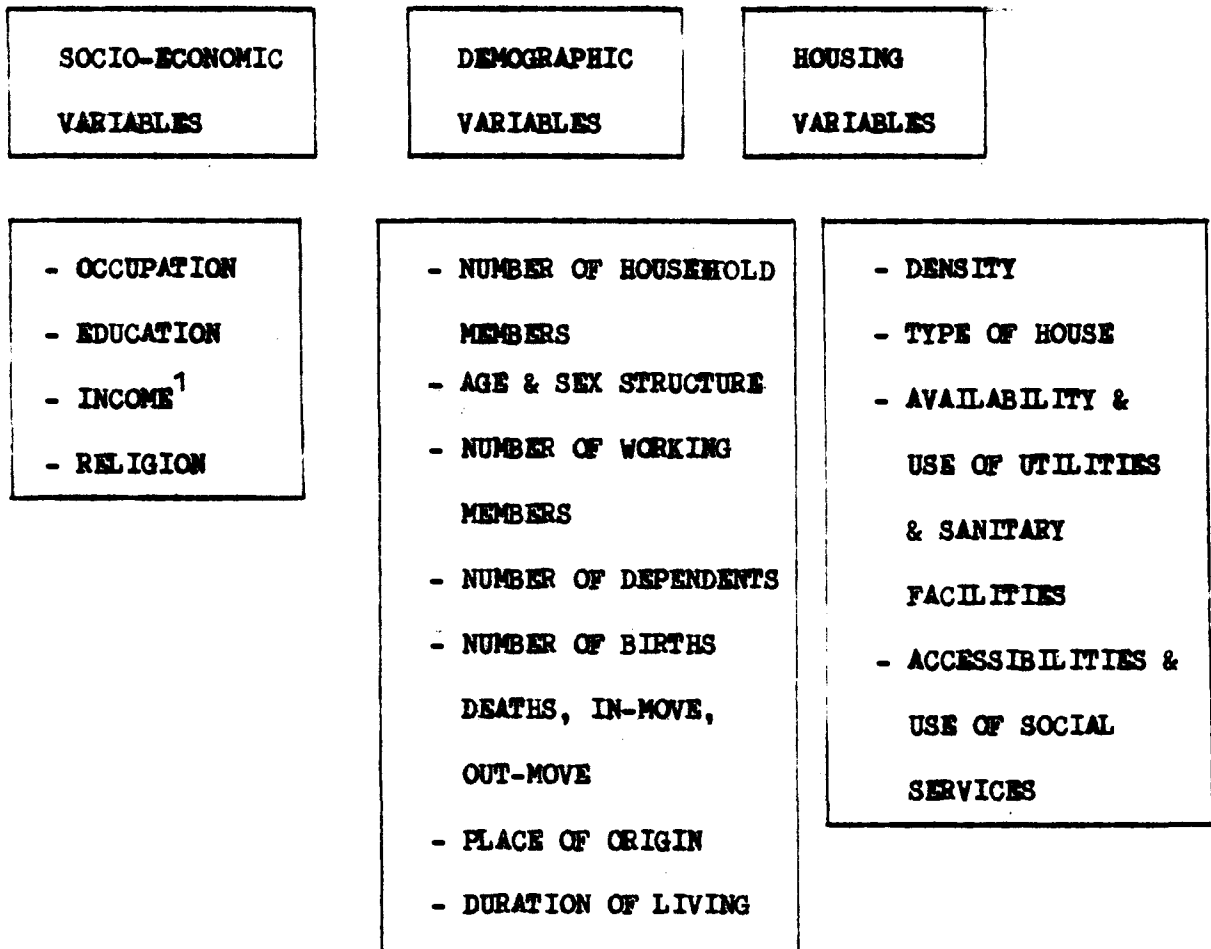 SOCIO-ECONOMIC
VARIABLES
DEMOGRAPHIC
VARIABLES
HOUSING
VARIABLES
- OCCUPATION
- EDUCATION
- INCOME1
- RELIGION
- NUMBER OF HOUSEHOLD
MEMBERS
- AGE & SEX STRUCTURE
- NUMBER OF WORKING
MEMBERS
- NUMBER OF DEPENDENTS
- NUMBER OF BIRTHS
DEATHS, IN-MOVE,
OUT-MOVE
- PLACE OF ORIGIN
- DURATION OF LIVING
- DENSITY
- TYPE OF HOUSE
- AVAILABILITY &
USE OF UTILITIES
& SANITARY
FACILITIES
- ACCESSIBILITIES &
USE OF SOCIAL
SERVICES